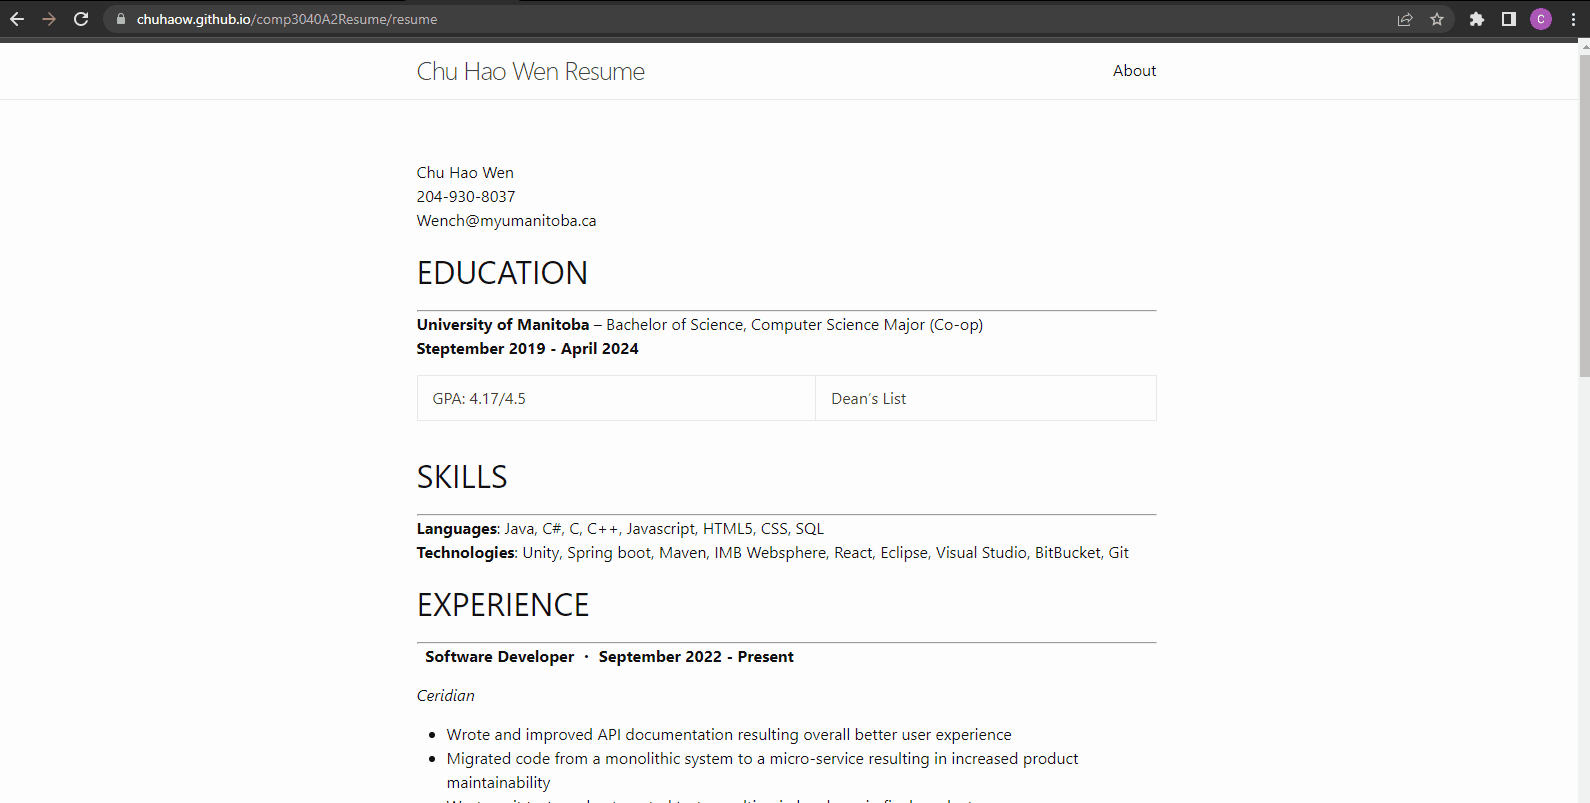 chuhaow.github.io/comp3040A2Resume/resume
C
Chu Hao Wen Resume
About
Chu Hao Wen
204-930-8037
Wench@myumanitoba.ca
EDUCATION
University of Manitoba – Bachelor of Science, Computer Science Major (Co-op)
Steptember 2019 - April 2024
GPA: 4.17/4.5
Dean's List
SKILLS
Languages: Java, C#, C, C++, Javascript, HTML5, CSS, SQL
Technologies: Unity, Spring boot, Maven, IMB Websphere, React, Eclipse, Visual Studio, BitBucket, Git
EXPERIENCE
Software Developer · September 2022 - Present
Ceridian
• Wrote and improved API documentation resulting overall better user experience
• Migrated code from a monolithic system to a micro-service resulting in increased product
maintainability